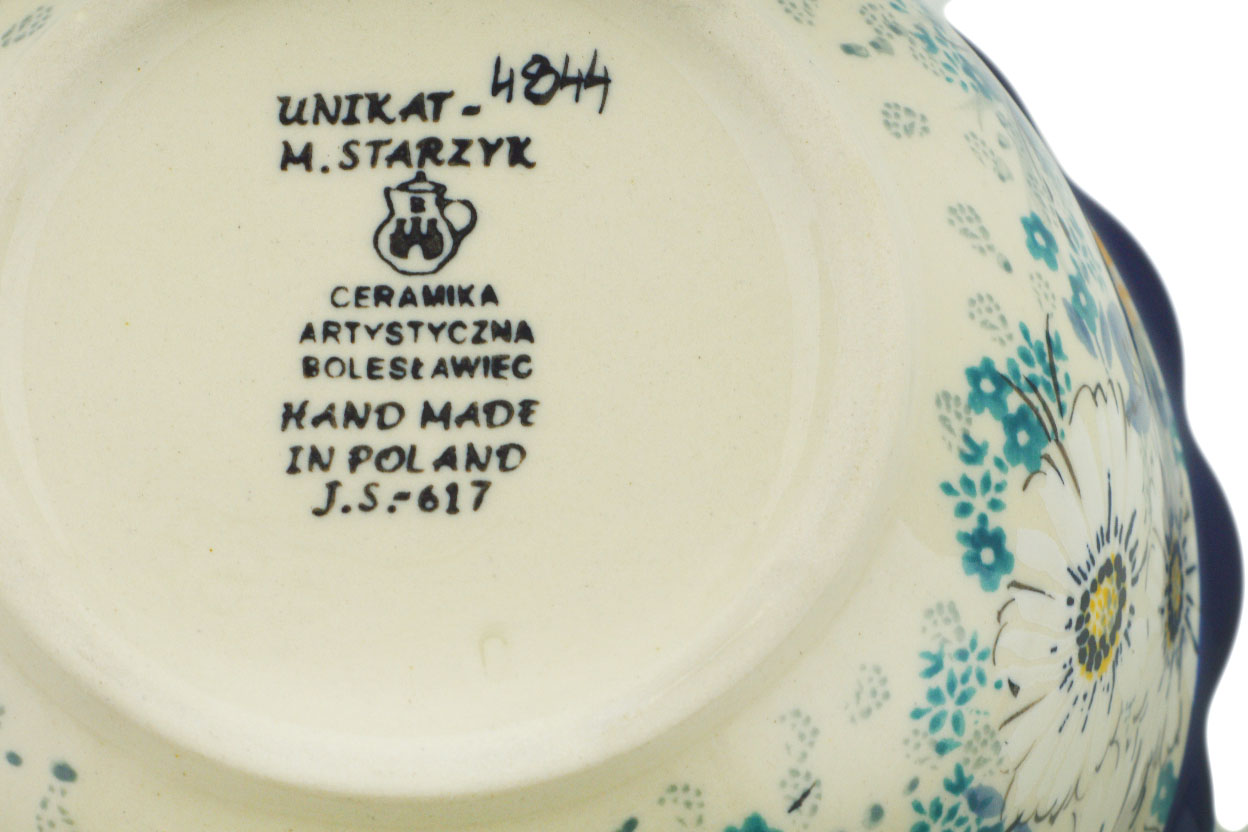 UNIKAT - 4844
M. STARZYK
B
CERAMIKA
ARTYSTYCZNA
BOLESŁAWIEC
HAND MADE
IN POLAND
J.S.-617